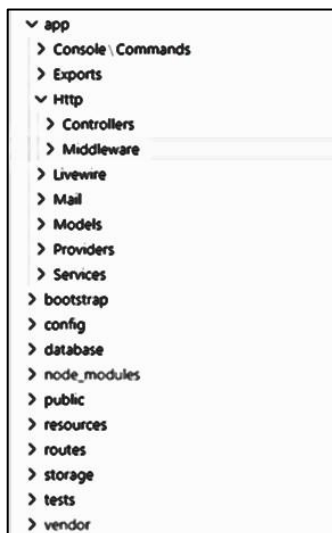 app
Console\Commands
Exports
Http
Controllers
Middleware
Livewire
Mail
Models
Providers
Services
bootstrap
config
database
node_modules
public
resources
routes
storage
tests
vendor